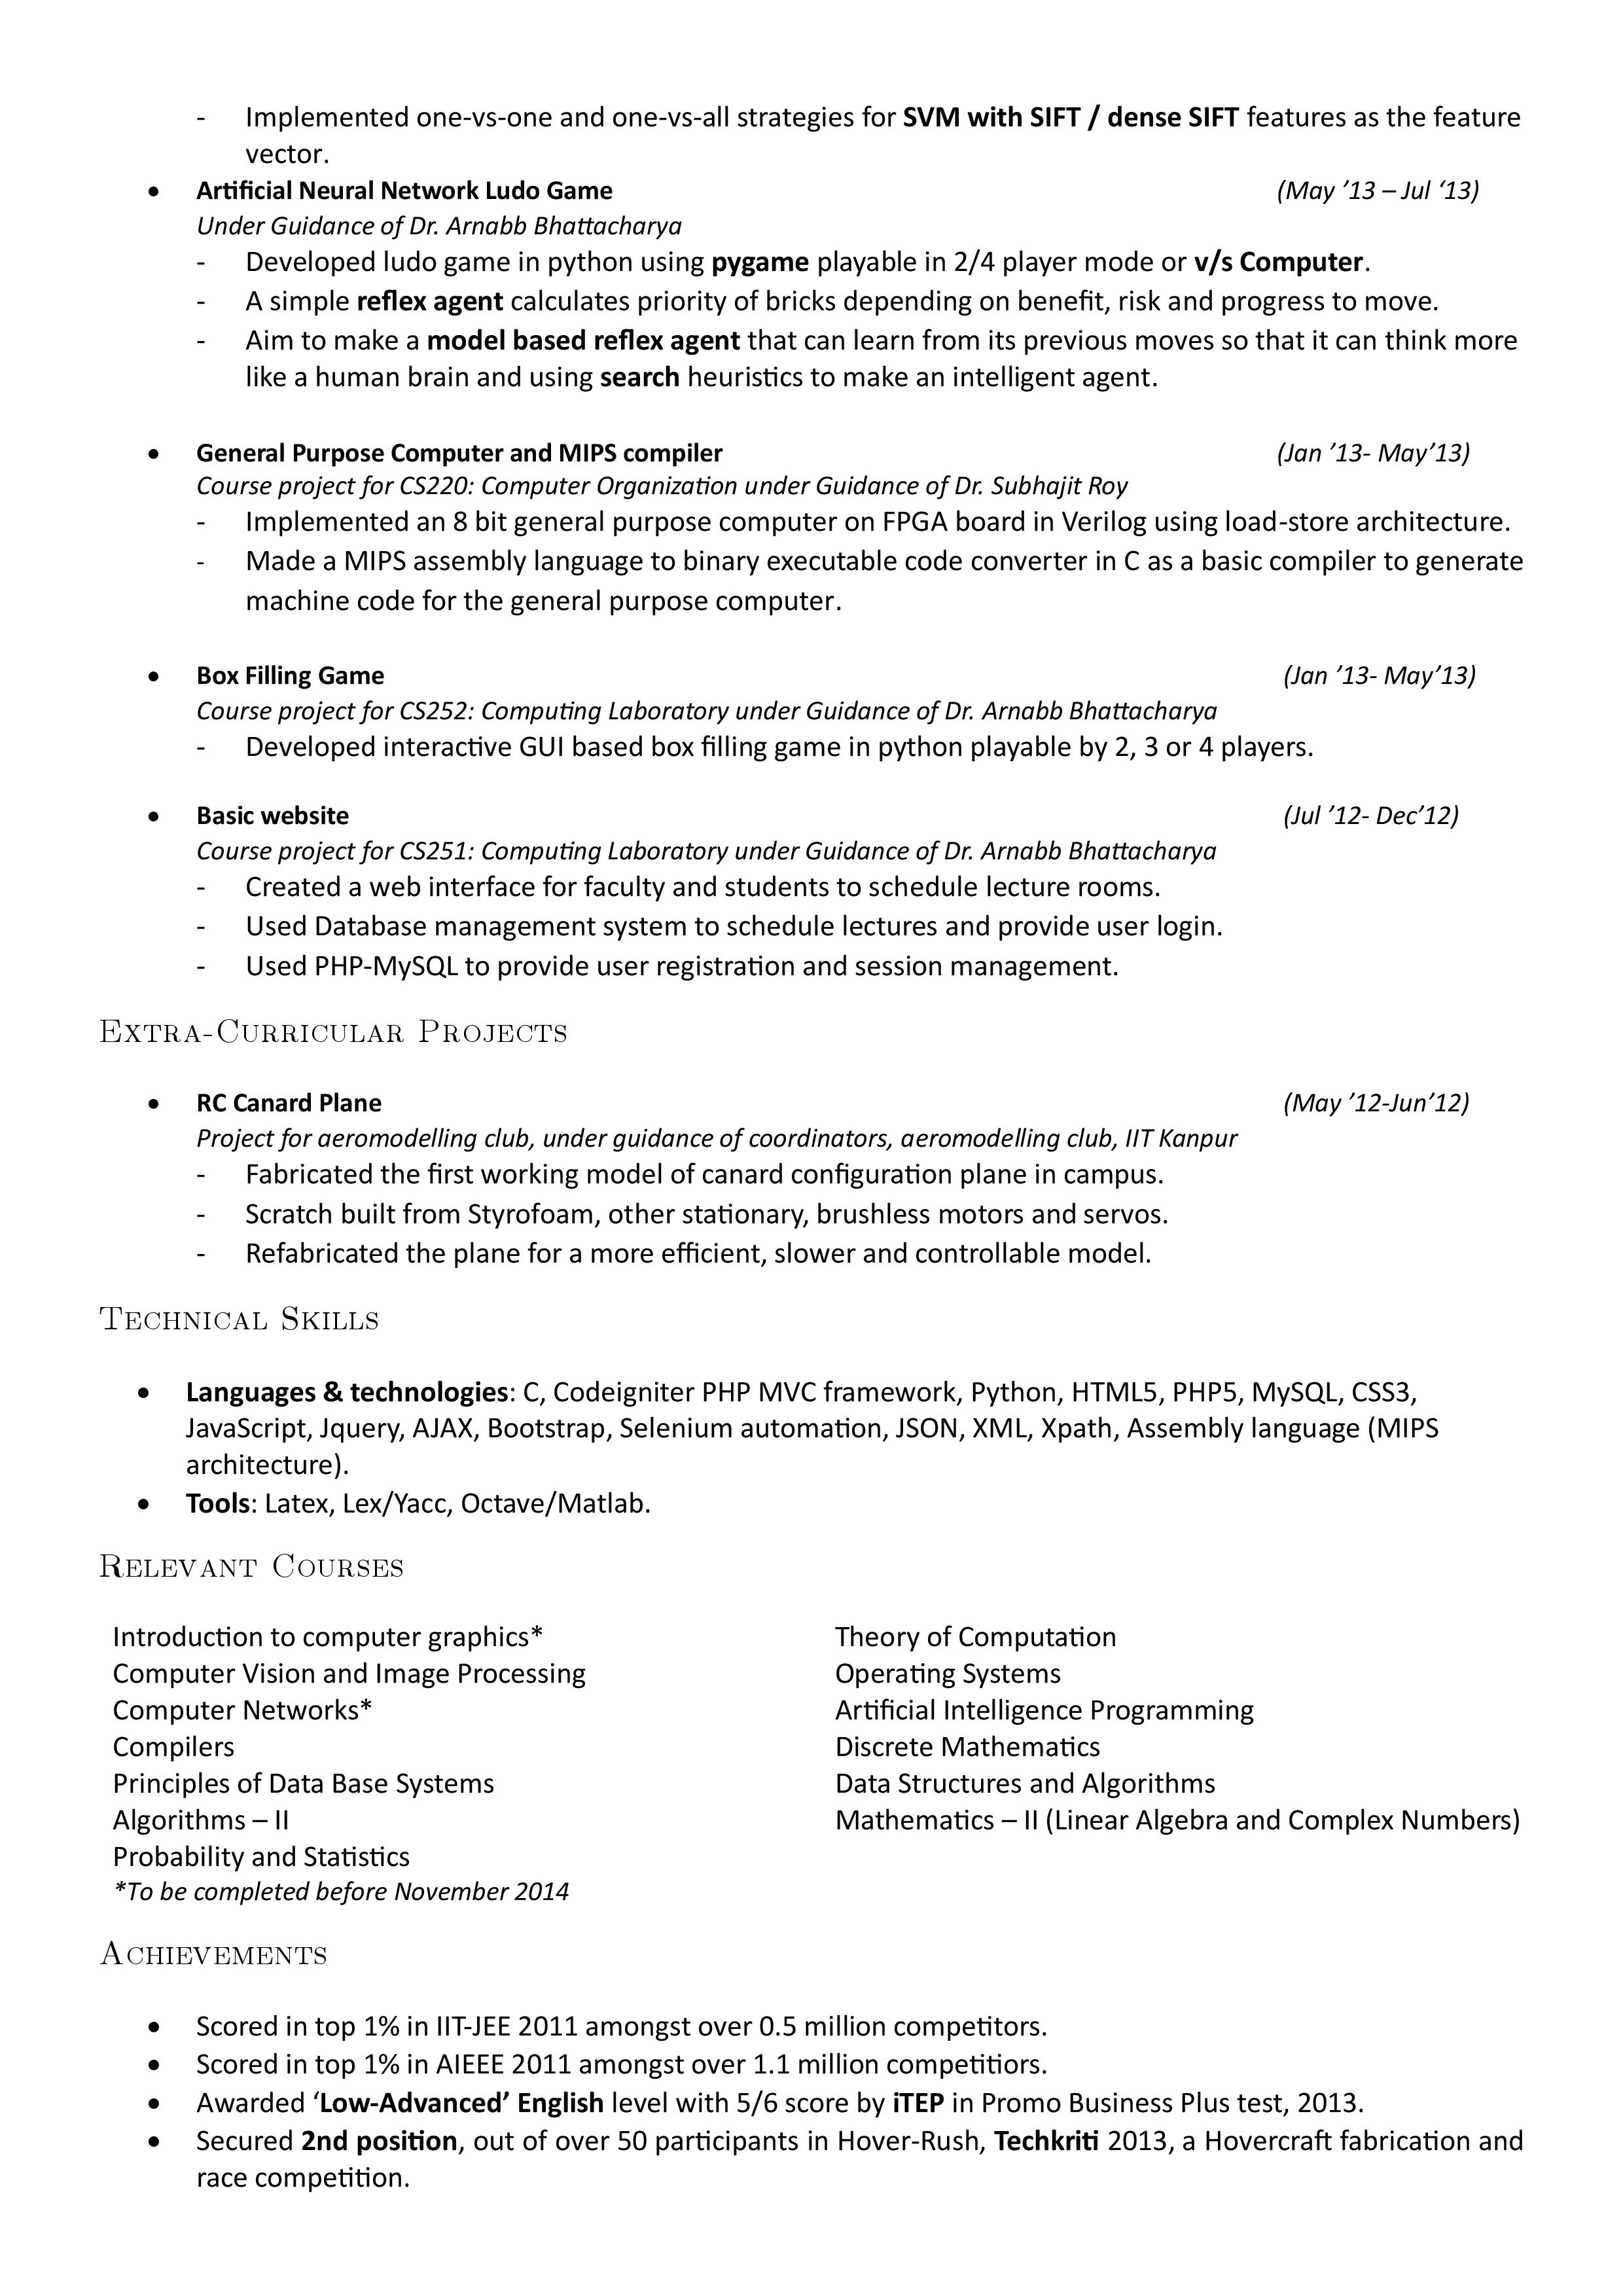 - Implemented one-vs-one and one-vs-all strategies for SVM with SIFT / dense SIFT features as the feature
vector.
• Artificial Neural Network Ludo Game (May ’13 – Jul ‘13)
Under Guidance of Dr. Arnabb Bhattacharya
- Developed ludo game in python using pygame playable in 2/4 player mode or v/s Computer.
- A simple reflex agent calculates priority of bricks depending on benefit, risk and progress to move.
- Aim to make a model based reflex agent that can learn from its previous moves so that it can think more
like a human brain and using search heuristics to make an intelligent agent.
• General Purpose Computer and MIPS compiler (Jan ’13- May’13)
Course project for CS220: Computer Organization under Guidance of Dr. Subhajit Roy
- Implemented an 8 bit general purpose computer on FPGA board in Verilog using load-store architecture.
- Made a MIPS assembly language to binary executable code converter in C as a basic compiler to generate
machine code for the general purpose computer.
• Box Filling Game (Jan ’13- May’13)
Course project for CS252: Computing Laboratory under Guidance of Dr. Arnabb Bhattacharya
- Developed interactive GUI based box filling game in python playable by 2, 3 or 4 players.
• Basic website (Jul ’12- Dec’12)
Course project for CS251: Computing Laboratory under Guidance of Dr. Arnabb Bhattacharya
- Created a web interface for faculty and students to schedule lecture rooms.
- Used Database management system to schedule lectures and provide user login.
- Used PHP-MySQL to provide user registration and session management.
Extra-Curricular Projects
• RC Canard Plane (May ’12-Jun’12)
Project for aeromodelling club, under guidance of coordinators, aeromodelling club, IIT Kanpur
- Fabricated the first working model of canard configuration plane in campus.
- Scratch built from Styrofoam, other stationary, brushless motors and servos.
- Refabricated the plane for a more efficient, slower and controllable model.
Technical Skills
• Languages & technologies: C, Codeigniter PHP MVC framework, Python, HTML5, PHP5, MySQL, CSS3,
JavaScript, Jquery, AJAX, Bootstrap, Selenium automation, JSON, XML, Xpath, Assembly language (MIPS
architecture).
• Tools: Latex, Lex/Yacc, Octave/Matlab.
Relevant Courses
Introduction to computer graphics*
Computer Vision and Image Processing
Computer Networks*
Compilers
Principles of Data Base Systems
Algorithms – II
Probability and Statistics
*To be completed before November 2014
Theory of Computation
Operating Systems
Artificial Intelligence Programming
Discrete Mathematics
Data Structures and Algorithms
Mathematics – II (Linear Algebra and Complex Numbers)
Achievements
• Scored in top 1% in IIT-JEE 2011 amongst over 0.5 million competitors.
• Scored in top 1% in AIEEE 2011 amongst over 1.1 million competitiors.
• Awarded ‘Low-Advanced’ English level with 5/6 score by iTEP in Promo Business Plus test, 2013.
• Secured 2nd position, out of over 50 participants in Hover-Rush, Techkriti 2013, a Hovercraft fabrication and
race competition.